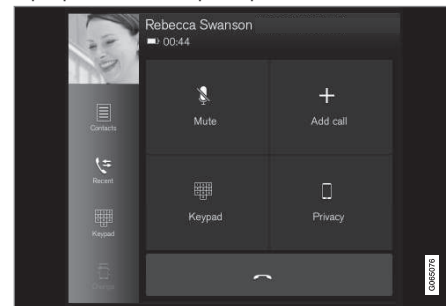 Rebecca Swanson
00:44
Contacts
Recent
Keypad
Mute
Add call
Keypad
Privacy
G065076